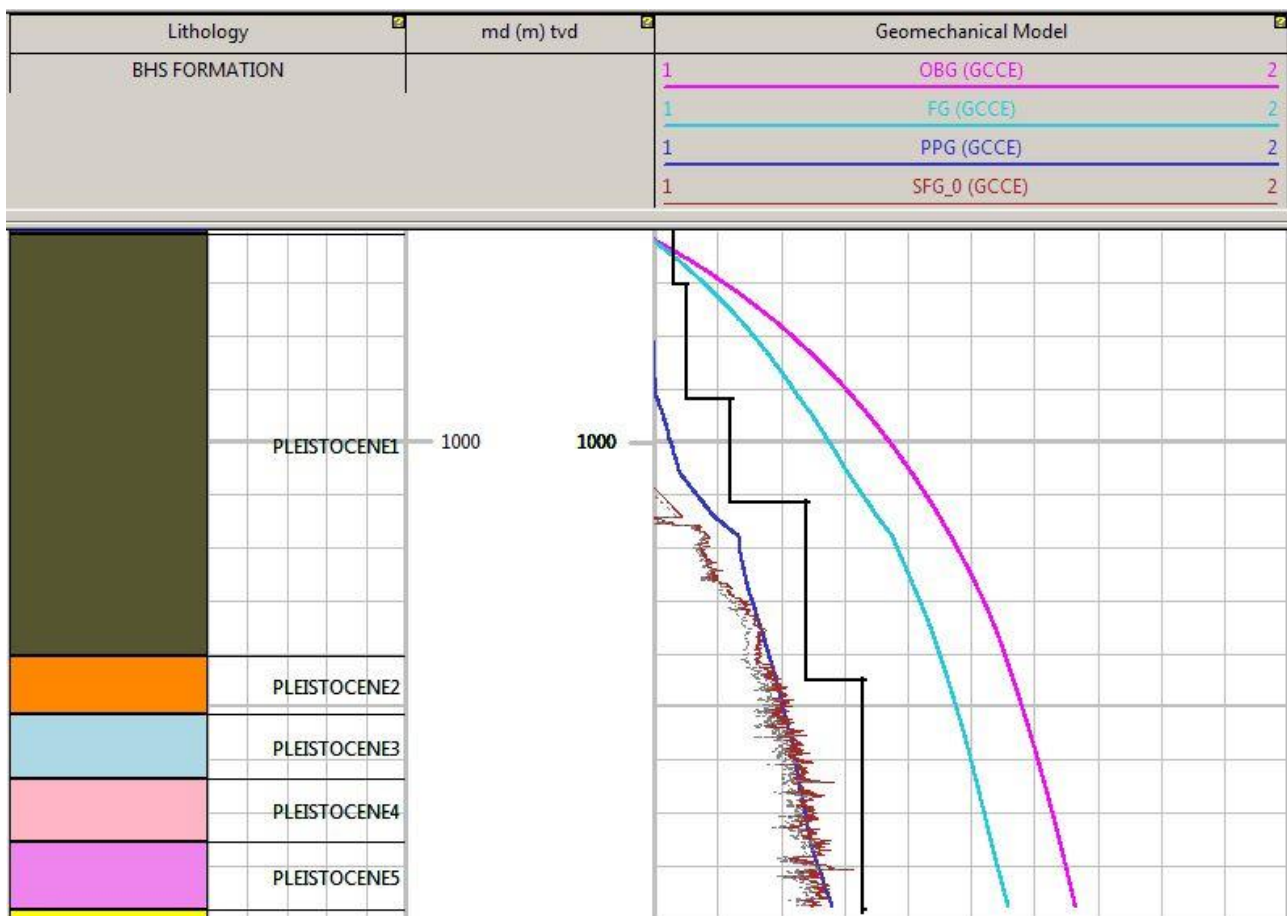 Lithology
md (m) tvd
Geomechanical Model
BHS FORMATION
1 OBG (GCCE) 2
1 FG (GCCE) 2
1 PPG (GCCE) 2
1 SFG_0 (GCCE) 2
PLEISTOCENE1
1000
1000
PLEISTOCENE2
PLEISTOCENE3
PLEISTOCENE4
PLEISTOCENE5